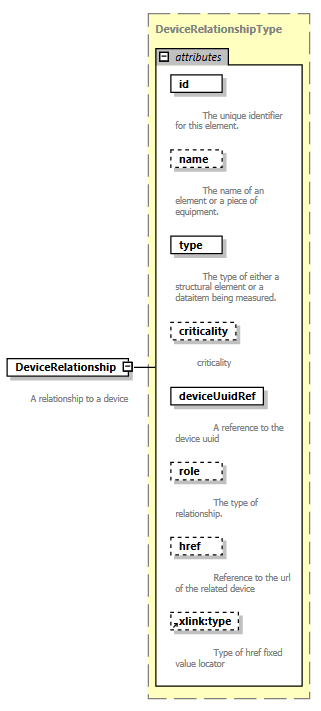 DeviceRelationshipType
attributes
id
The unique identifier
for this element.
name
The name of an
element or a piece of
equipment.
type
The type of either a
structural element or a
dataitem being measured.
criticality
criticality
DeviceRelationship
A relationship to a device
deviceUuidRef
A reference to the
device uuid
role
The type of
relationship.
href
Reference to the url
of the related device
xlink:type
Type of href fixed
value locator